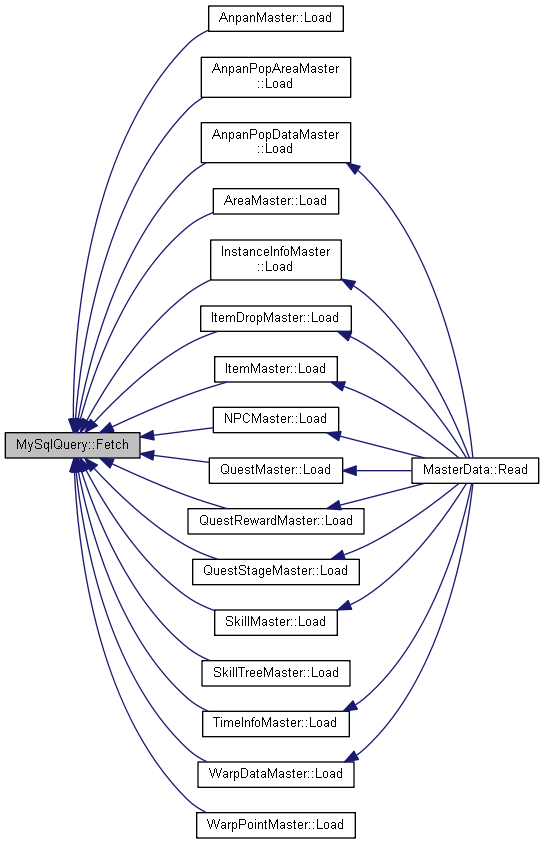 AnpanMaster::Load
AnpanPopAreaMaster
::Load
AnpanPopDataMaster
::Load
AreaMaster::Load
InstanceInfoMaster
::Load
ItemDropMaster::Load
ItemMaster::Load
NPCMaster::Load
MySqlQuery::Fetch
QuestMaster::Load
MasterData::Read
QuestRewardMaster::Load
QuestStageMaster::Load
SkillMaster::Load
SkillTreeMaster::Load
TimeInfoMaster::Load
WarpDataMaster::Load
WarpPointMaster::Load